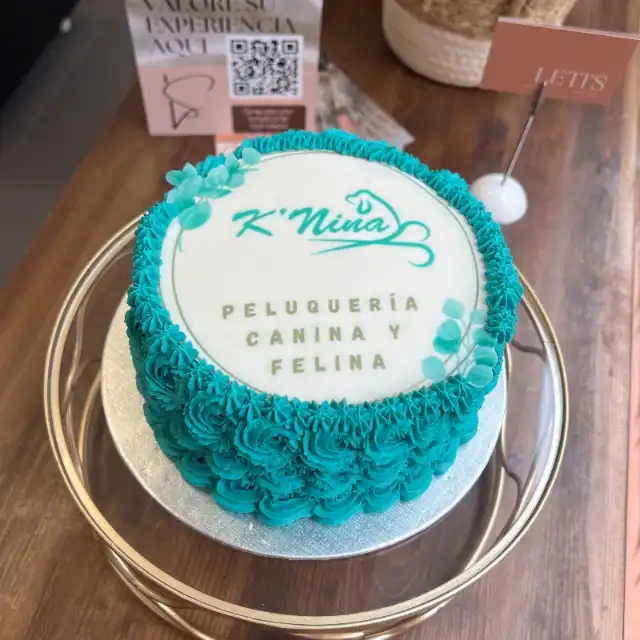 VALORE SU
EXPERIENCIA
AQUÍ
LETI'S
K'Nina
PELUQUERÍA
CANINA Y
FELINA